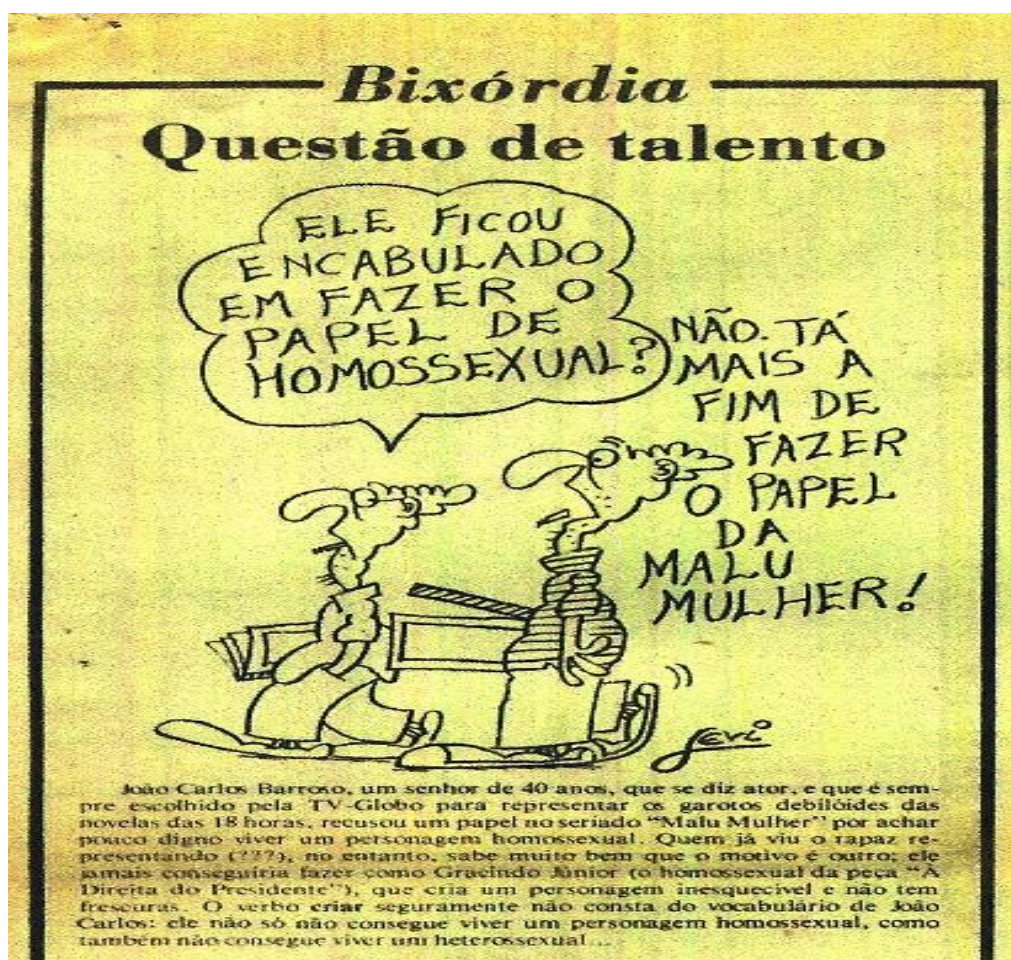 Bixórdia
Questão de talento
ELE FICOU
ENCABULADO
EM FAZER O
PAPEL DE
HOMOSSEXUAL?
NÃO. TÁ
MAIS A
FIM DE
FAZER
O PAPEL
DA
MALU
MULHER!
Levi
João Carlos Barroso, um senhor de 40 anos, que se diz ator, e que é sem-
pre escolhido pela TV-Globo para representar os garotos debilóides das
novelas das 18 horas, recusou um papel no seriado "Malu Mulher" por achar
pouco digno viver um personagem homossexual. Quem já viu o rapaz re-
presentando (???), no entanto, sabe muito bem que o motivo é outro; ele
jamais conseguiria fazer como Gracindo Júnior (o homossexual da peça "A
Direita do Presidente"), que cria um personagem inesquecível e não tem
frescuras. O verbo criar seguramente não consta do vocabulário de João
Carlos: ele não só não consegue viver um personagem homossexual, como
também não consegue viver um heterossexual...